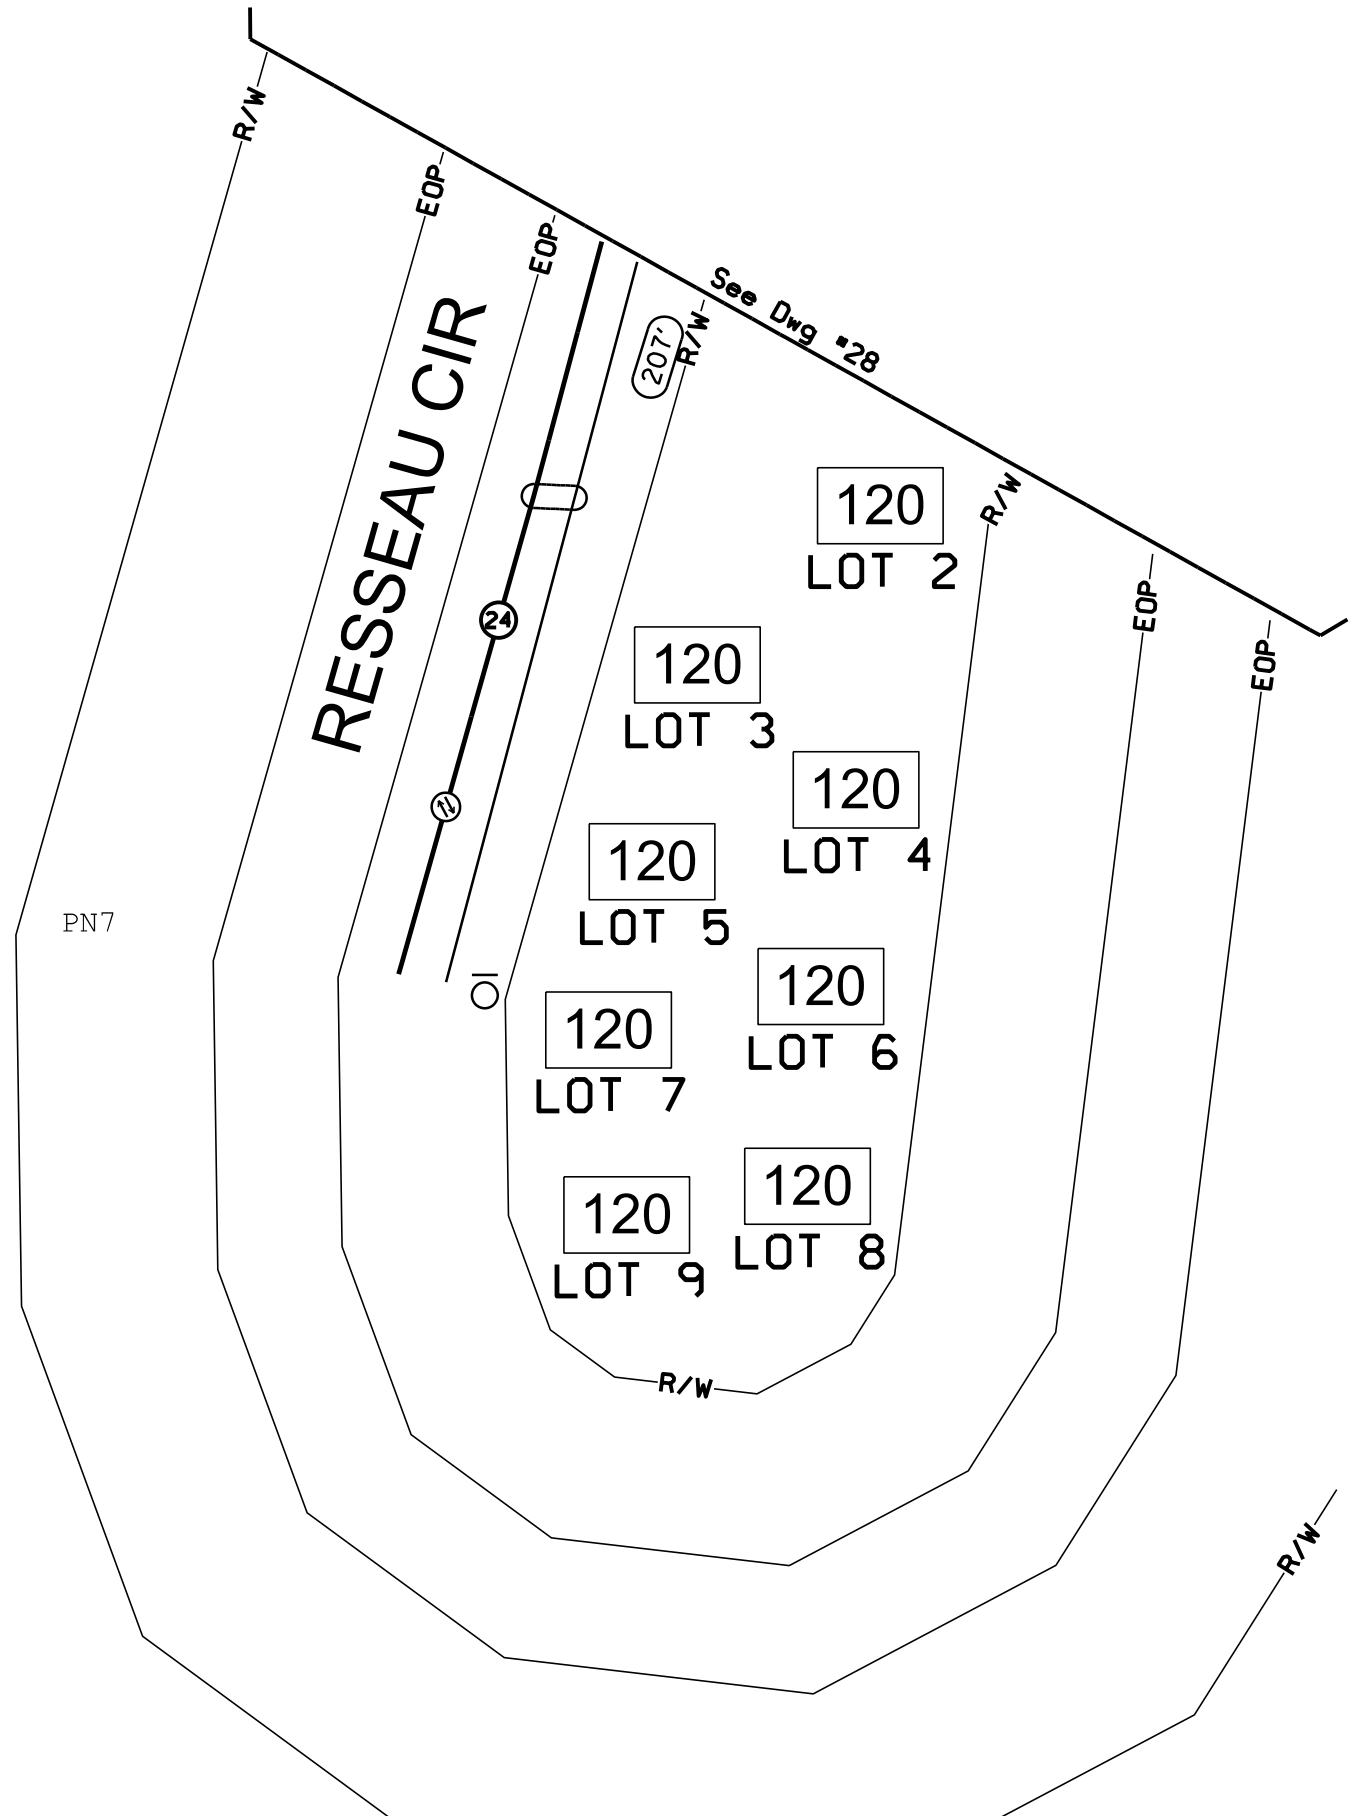 R/W
EOP
EOP
See Dwg #28
207'
R/W
RESSEAU CIR
R/W
120
LOT 2
EOP
24
120
LOT 3
EOP
120
LOT 4
120
LOT 5
PN7
120
LOT 6
120
LOT 7
120
LOT 8
120
LOT 9
R/W
R/W